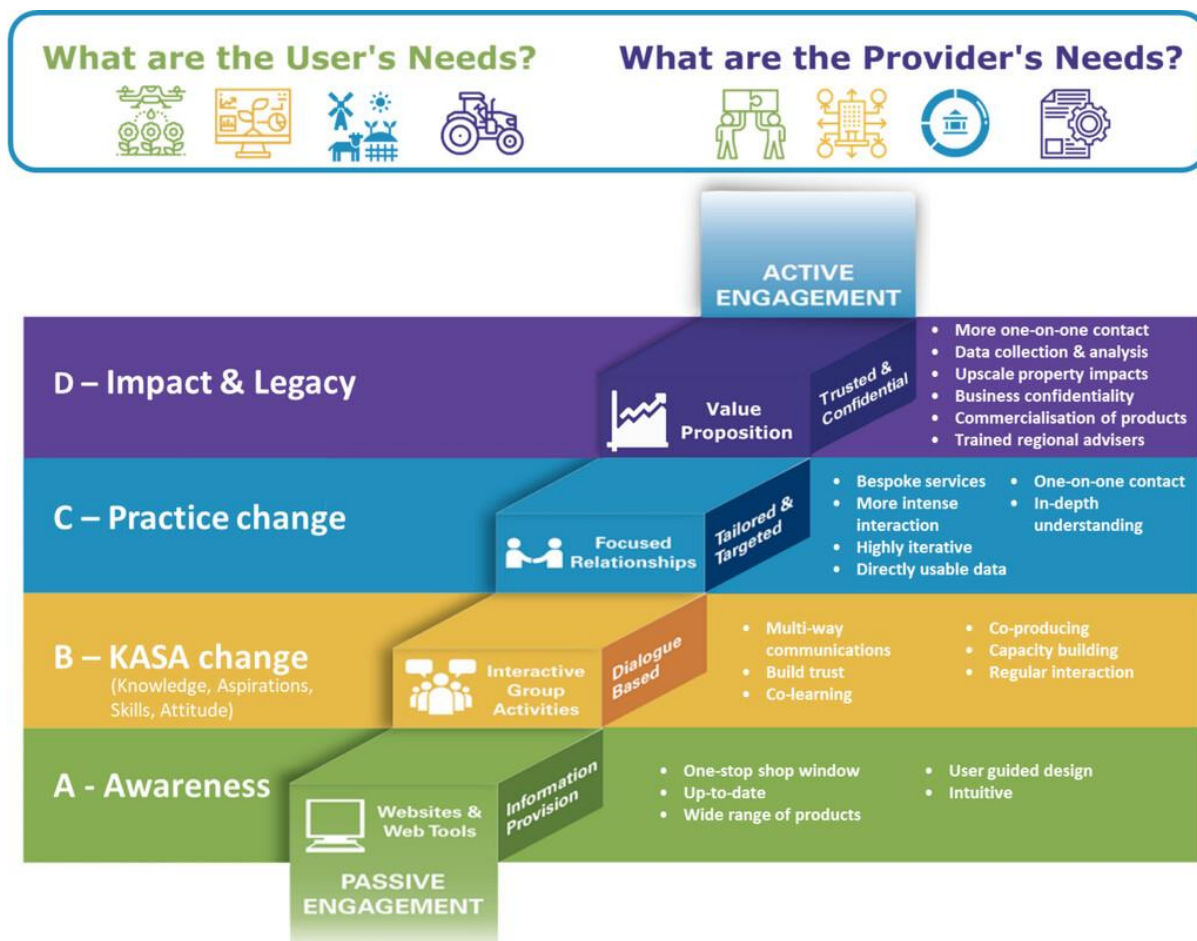 What are the User's Needs?
What are the Provider's Needs?
ACTIVE
ENGAGEMENT
D – Impact & Legacy
Value
Proposition
Trusted &
Confidential
• More one-on-one contact
• Data collection & analysis
• Upscale property impacts
• Business confidentiality
• Commercialisation of products
• Trained regional advisers
C – Practice change
Focused
Relationships
Tailored &
Targeted
• Bespoke services
• More intense
interaction
• Highly iterative
• Directly usable data
• One-on-one contact
• In-depth
understanding
B – KASA change
(Knowledge, Aspirations,
Skills, Attitude)
Interactive
Group
Activities
Dialogue
Based
• Multi-way
communications
• Build trust
• Co-learning
• Co-producing
• Capacity building
• Regular interaction
A - Awareness
Websites &
Web Tools
Information
Provision
• One-stop shop window
• Up-to-date
• Wide range of products
• User guided design
• Intuitive
PASSIVE
ENGAGEMENT